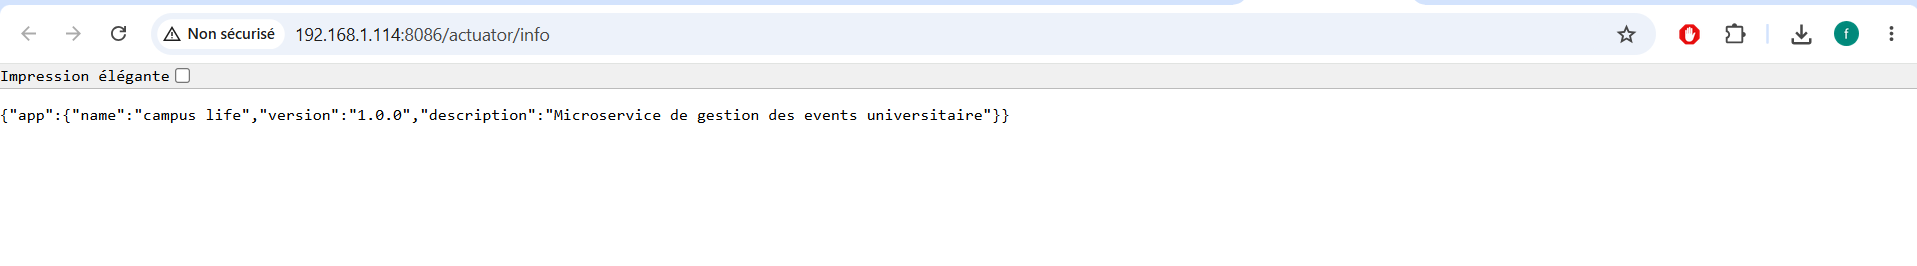 Non sécurisé 192.168.1.114:8086/actuator/info f
Impression élégante
{"app":{"name":"campus life","version":"1.0.0","description":"Microservice de gestion des events universitaire"}}